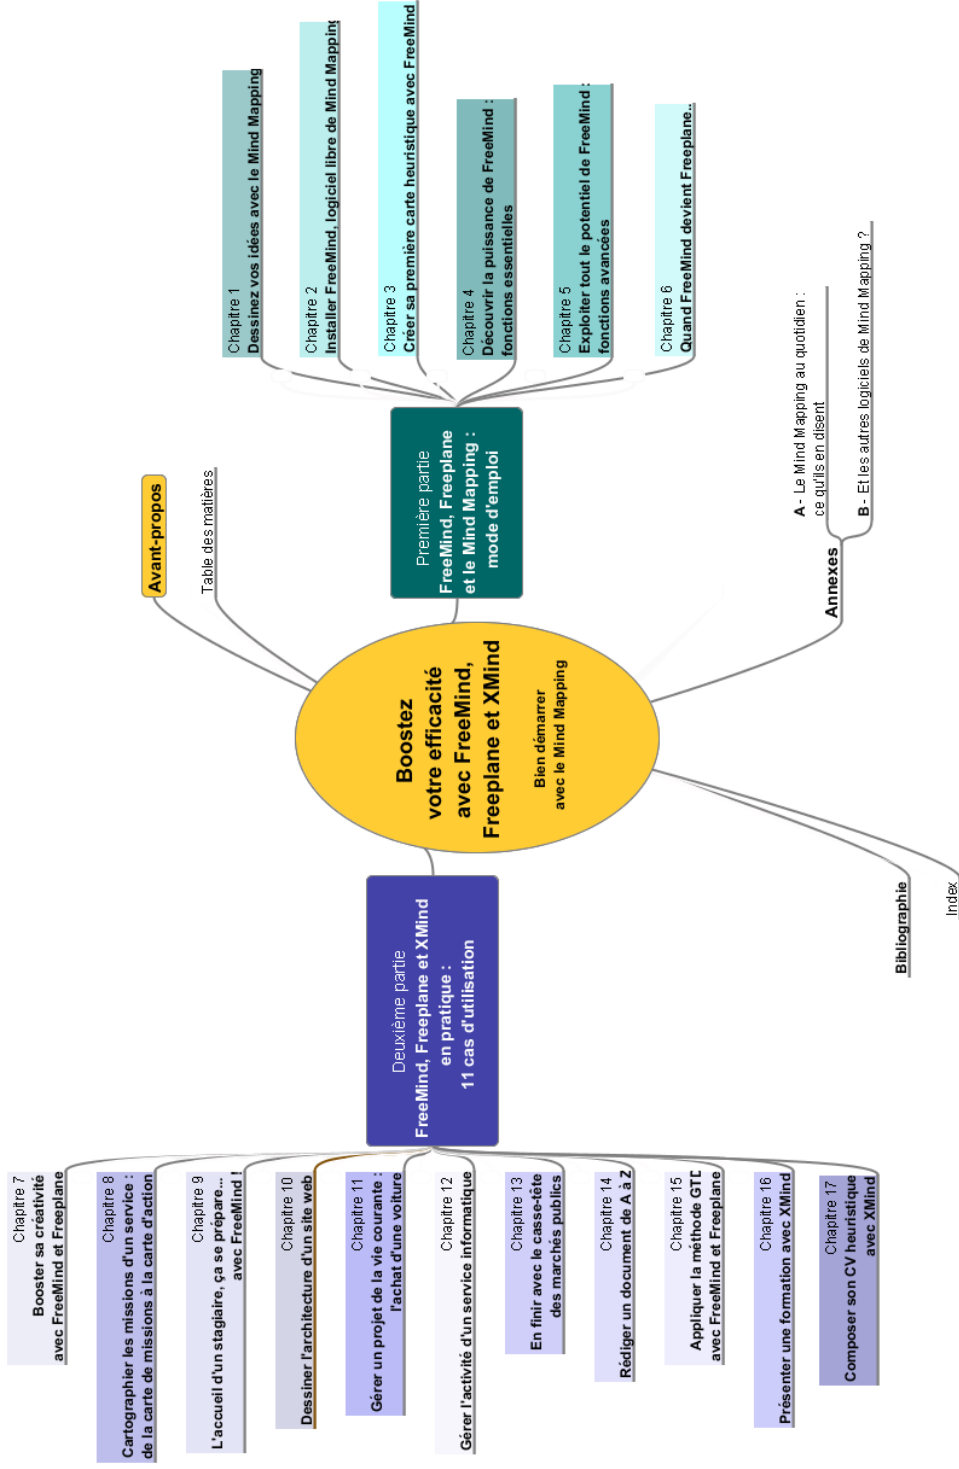 Boostez
votre efficacité
avec FreeMind,
Freeplane et XMind
Bien démarrer
avec le Mind Mapping
Avant-propos
Table des matières
Première partie
FreeMind, Freeplane
et le Mind Mapping :
mode d'emploi
Chapitre 1
Dessinez vos idées avec le Mind Mapping
Chapitre 2
Installer FreeMind, logiciel libre de Mind Mapping
Chapitre 3
Créer sa première carte heuristique avec FreeMind
Chapitre 4
Découvrir la puissance de FreeMind :
fonctions essentielles
Chapitre 5
Exploiter tout le potentiel de FreeMind :
fonctions avancées
Chapitre 6
Quand FreeMind devient Freeplane...
Annexes
A - Le Mind Mapping au quotidien :
ce qu'ils en disent
B - Et les autres logiciels de Mind Mapping ?
Deuxième partie
FreeMind, Freeplane et XMind
en pratique :
11 cas d'utilisation
Chapitre 7
Booster sa créativité
avec FreeMind et Freeplane
Chapitre 8
Cartographier les missions d'un service :
de la carte de missions à la carte d'action
Chapitre 9
L'accueil d'un stagiaire, ça se prépare...
avec FreeMind !
Chapitre 10
Dessiner l'architecture d'un site web
Chapitre 11
Gérer un projet de la vie courante :
l'achat d'une voiture
Chapitre 12
Gérer l'activité d'un service informatique
Chapitre 13
En finir avec le casse-tête
des marchés publics
Chapitre 14
Rédiger un document de A à Z
Chapitre 15
Appliquer la méthode GTD
avec FreeMind et Freeplane
Chapitre 16
Présenter une formation avec XMind
Chapitre 17
Composer son CV heuristique
avec XMind
Bibliographie
Index